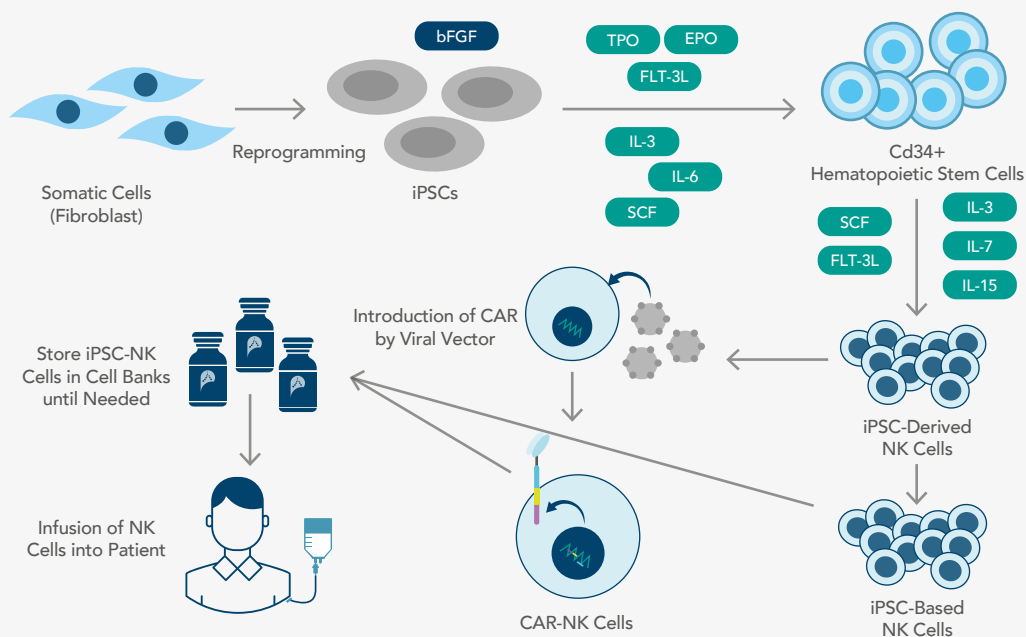 bFGF
TPO
EPO
FLT-3L
Reprogramming
IL-3
IL-6
SCF
Somatic Cells
(Fibroblast)
iPSCs
Cd34+
Hematopoietic Stem Cells
SCF
FLT-3L
IL-3
IL-7
IL-15
Introduction of CAR
by Viral Vector
Store iPSC-NK
Cells in Cell Banks
until Needed
iPSC-Derived
NK Cells
Infusion of NK
Cells into Patient
CAR-NK Cells
iPSC-Based
NK Cells